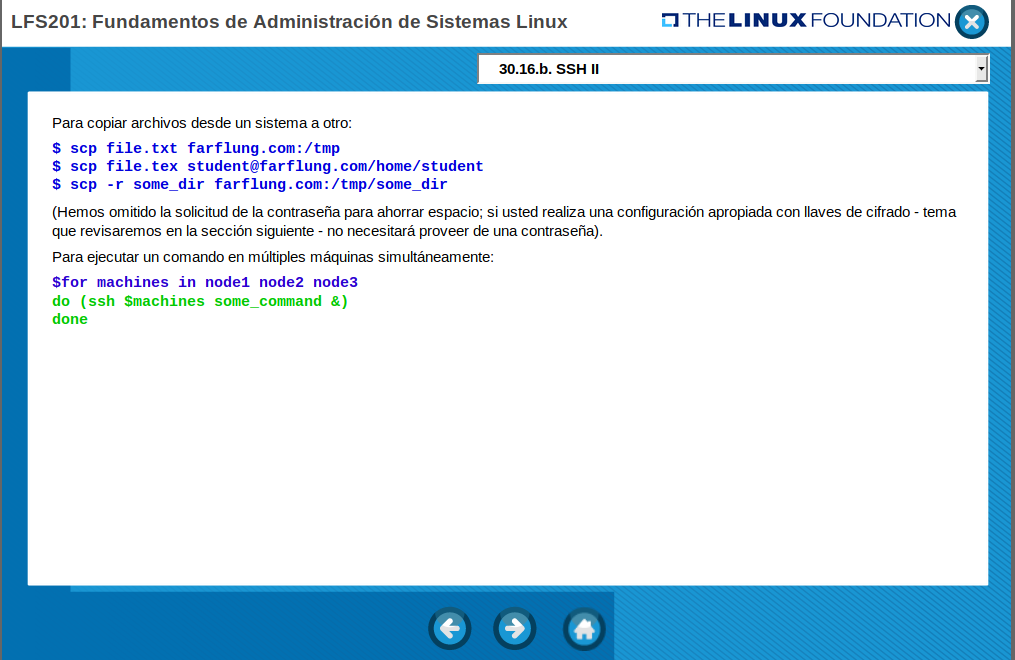 LFS201: Fundamentos de Administración de Sistemas Linux
THE LINUX FOUNDATION
30.16.b. SSH II
Para copiar archivos desde un sistema a otro:
$ scp file.txt farflung.com:/tmp
$ scp file.tex student@farflung.com/home/student
$ scp -r some_dir farflung.com:/tmp/some_dir
(Hemos omitido la solicitud de la contraseña para ahorrar espacio; si usted realiza una configuración apropiada con llaves de cifrado - tema
que revisaremos en la sección siguiente - no necesitará proveer de una contraseña).
Para ejecutar un comando en múltiples máquinas simultáneamente:
$for machines in node1 node2 node3
do (ssh $machines some_command &)
done